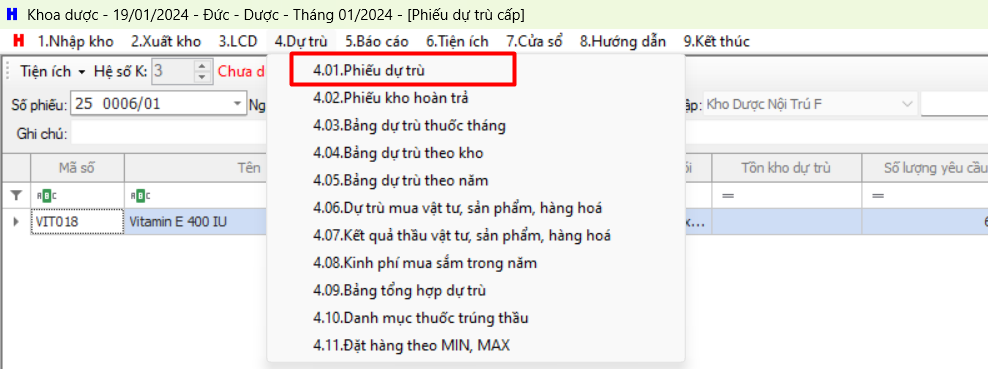 H Khoa dược - 19/01/2024 - Đức - Dược - Tháng 01/2024 - [Phiếu dự trù cấp]
H 1.Nhập kho 2.Xuất kho 3.LCD 4.Dự trù 5.Báo cáo 6.Tiện ích 7.Cửa sổ 8.Hướng dẫn 9.Kết thúc
Tiện ích Hệ số K: 3 Chưa d
Số phiếu: 25 0006/01 Ng
Kho Dược Nội Trú F
Ghi chú:
Mã số Tên Tồn kho dự trù Số lượng yêu cầu
ABC ABC = =
VIT018 Vitamin E 400 IU x... 6
4.01.Phiếu dự trù
4.02.Phiếu kho hoàn trả
4.03.Bảng dự trù thuốc tháng
4.04.Bảng dự trù theo kho
4.05.Bảng dự trù theo năm
4.06.Dự trù mua vật tư, sản phẩm, hàng hoá
4.07.Kết quả thầu vật tư, sản phẩm, hàng hoá
4.08.Kinh phí mua sắm trong năm
4.09.Bảng tổng hợp dự trù
4.10.Danh mục thuốc trúng thầu
4.11.Đặt hàng theo MIN, MAX